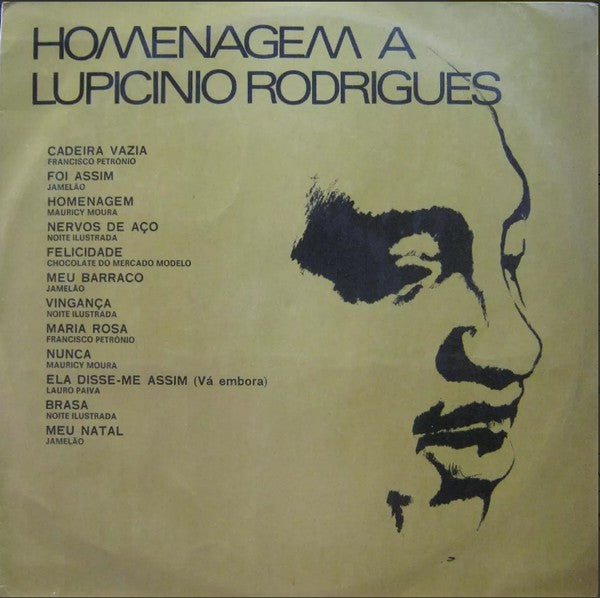 HOMENAGEM A
LUPICINIO RODRIGUES
CADEIRA VAZIA
FRANCISCO PETRÔNIO
FOI ASSIM
JAMELÃO
HOMENAGEM
MAURICY MOURA
NERVOS DE AÇO
NOITE ILUSTRADA
FELICIDADE
CHOCOLATE DO MERCADO MODELO
MEU BARRACO
JAMELÃO
VINGANÇA
NOITE ILUSTRADA
MARIA ROSA
FRANCISCO PETRÔNIO
NUNCA
MAURICY MOURA
ELA DISSE-ME ASSIM (Vá embora)
LAURO PAIVA
BRASA
NOITE ILUSTRADA
MEU NATAL
JAMELÃO